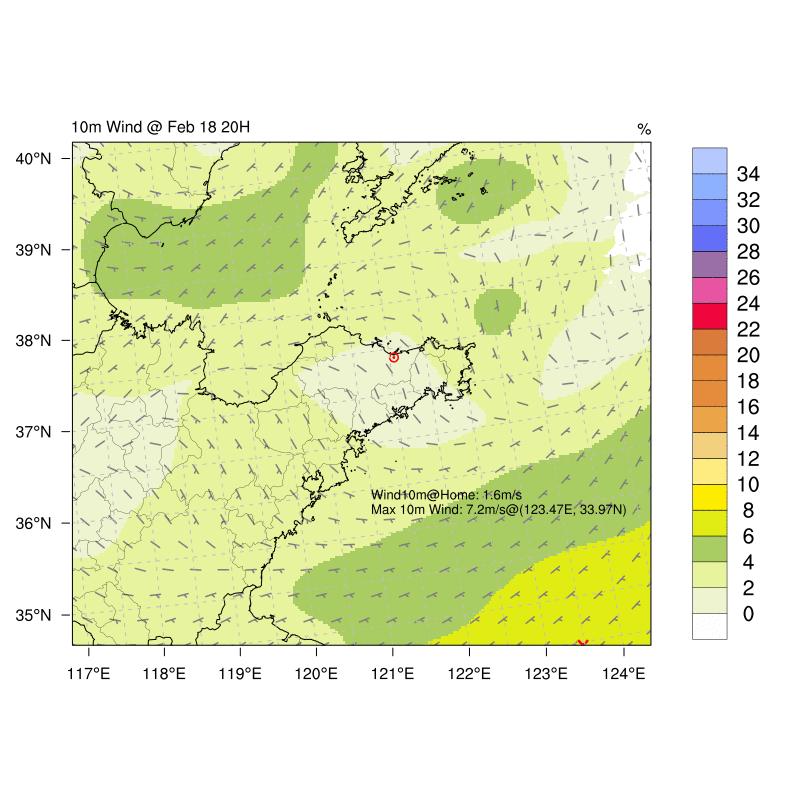 10m Wind @ Feb 18 20H
%
40°N
39°N
38°N
37°N
36°N
35°N
117°E
118°E
119°E
120°E
121°E
122°E
123°E
124°E
Wind10m@Home: 1.6m/s
Max 10m Wind: 7.2m/s@(123.47E, 33.97N)
34
32
30
28
26
24
22
20
18
16
14
12
10
8
6
4
2
0